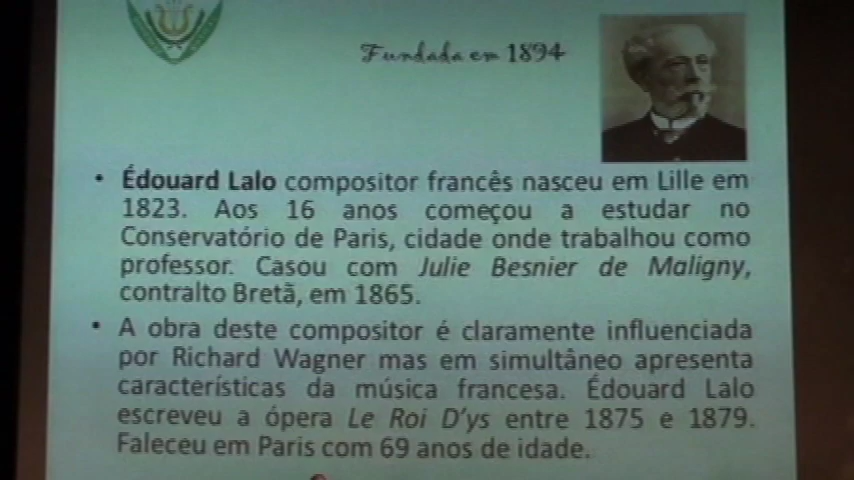 Fundada em 1894
• Édouard Lalo compositor francês nasceu em Lille em
1823. Aos 16 anos começou a estudar no
Conservatório de Paris, cidade onde trabalhou como
professor. Casou com Julie Besnier de Maligny,
contralto Bretã, em 1865.
• A obra deste compositor é claramente influenciada
por Richard Wagner mas em simultâneo apresenta
características da música francesa. Édouard Lalo
escreveu a ópera Le Roi D'ys entre 1875 e 1879.
Faleceu em Paris com 69 anos de idade.